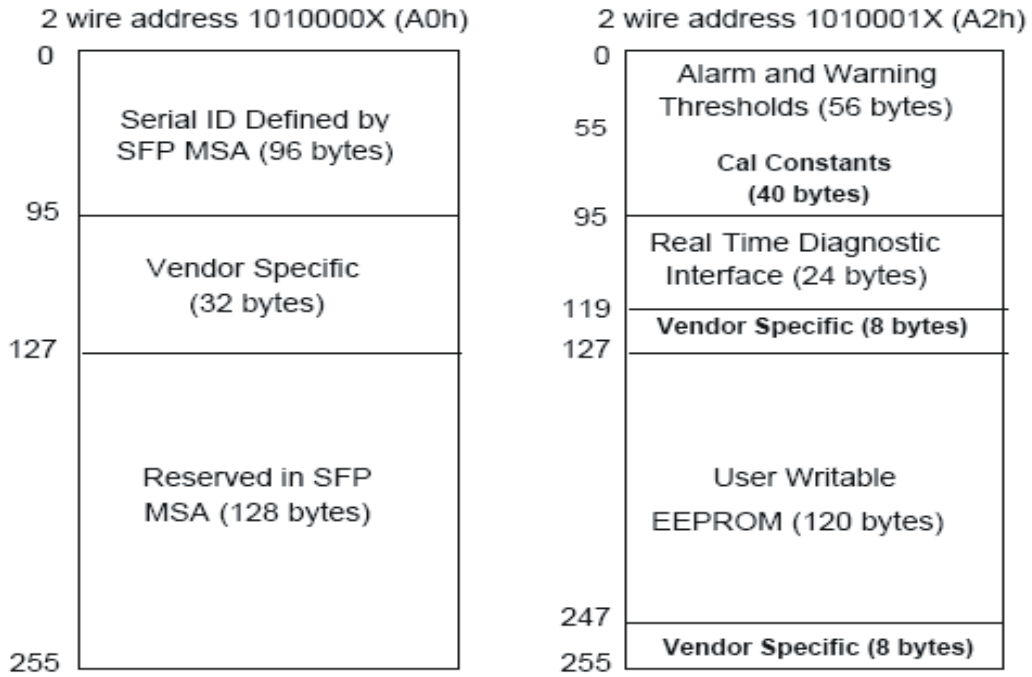 2 wire address 1010000X (A0h)
0
Serial ID Defined by
SFP MSA (96 bytes)
95
Vendor Specific
(32 bytes)
127
Reserved in SFP
MSA (128 bytes)
255
2 wire address 1010001X (A2h)
0
Alarm and Warning
Thresholds (56 bytes)
55
Cal Constants
(40 bytes)
95
Real Time Diagnostic
Interface (24 bytes)
119
Vendor Specific (8 bytes)
127
User Writable
EEPROM (120 bytes)
247
Vendor Specific (8 bytes)
255